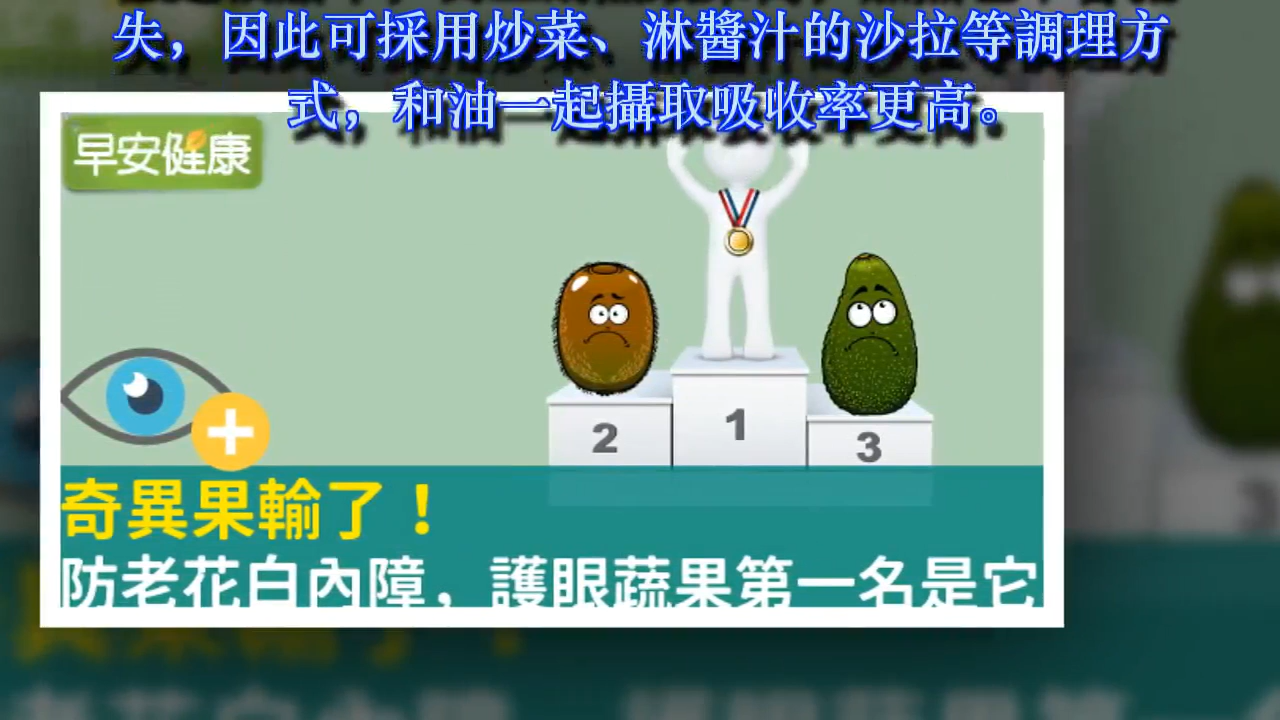 失，因此可採用炒菜、淋醬汁的沙拉等調理方
式，和油一起攝取吸收率更高。
早安健康
2
1
3
奇異果輸了！
防老花白內障，護眼蔬果第一名是它